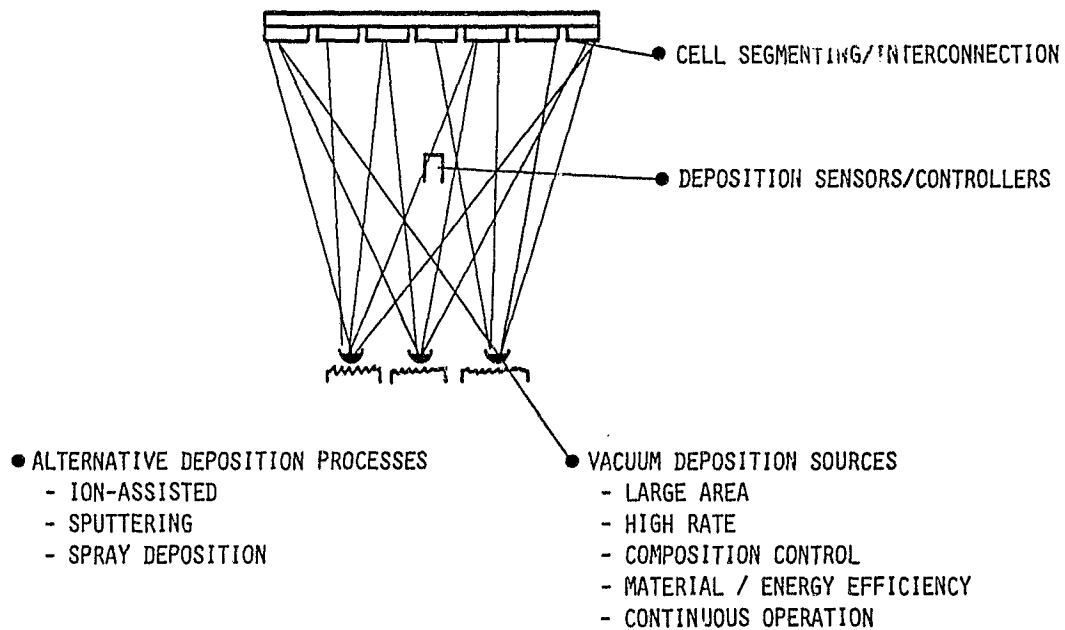 ● CELL SEGMENTING/INTERCONNECTION
● DEPOSITION SENSORS/CONTROLLERS
● ALTERNATIVE DEPOSITION PROCESSES
- ION-ASSISTED
- SPUTTERING
- SPRAY DEPOSITION
● VACUUM DEPOSITION SOURCES
- LARGE AREA
- HIGH RATE
- COMPOSITION CONTROL
- MATERIAL / ENERGY EFFICIENCY
- CONTINUOUS OPERATION